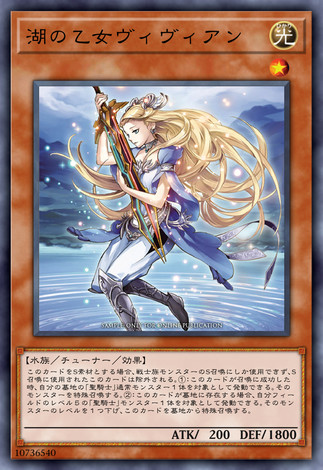 湖の乙女ヴィヴィアン
光
SAMPLE ONLY FOR ONLINE PUBLICATION
【水族／チューナー／効果】
●このカードをS素材とする場合、戦士族モンスターのS召喚にしか使用できず、S
召喚に使用されたこのカードは除外される。①：このカードが召喚に成功した
時、自分の墓地の「聖騎士」通常モンスター１体を対象として発動できる。その
モンスターを特殊召喚する。②：このカードが墓地に存在する場合、自分フィー
ルドのレベル５の「聖騎士」モンスター１体を対象として発動できる。そのモン
スターのレベルを１つ下げ、このカードを墓地から特殊召喚する。
ATK/ 200 DEF/1800
10736540